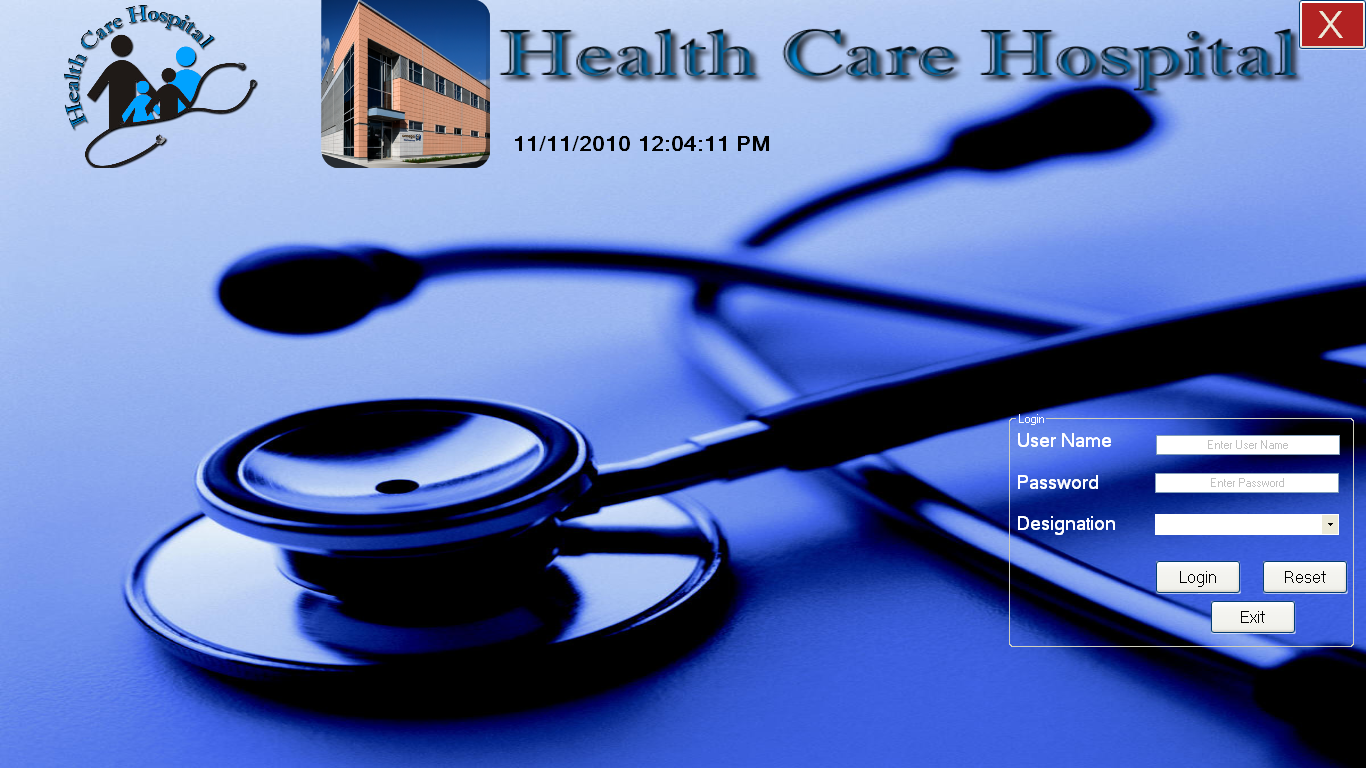 Health Care Hospital
Health Care Hospital
X
11/11/2010 12:04:11 PM
Login
User Name
Enter User Name
Password
Enter Password
Designation
Login
Reset
Exit